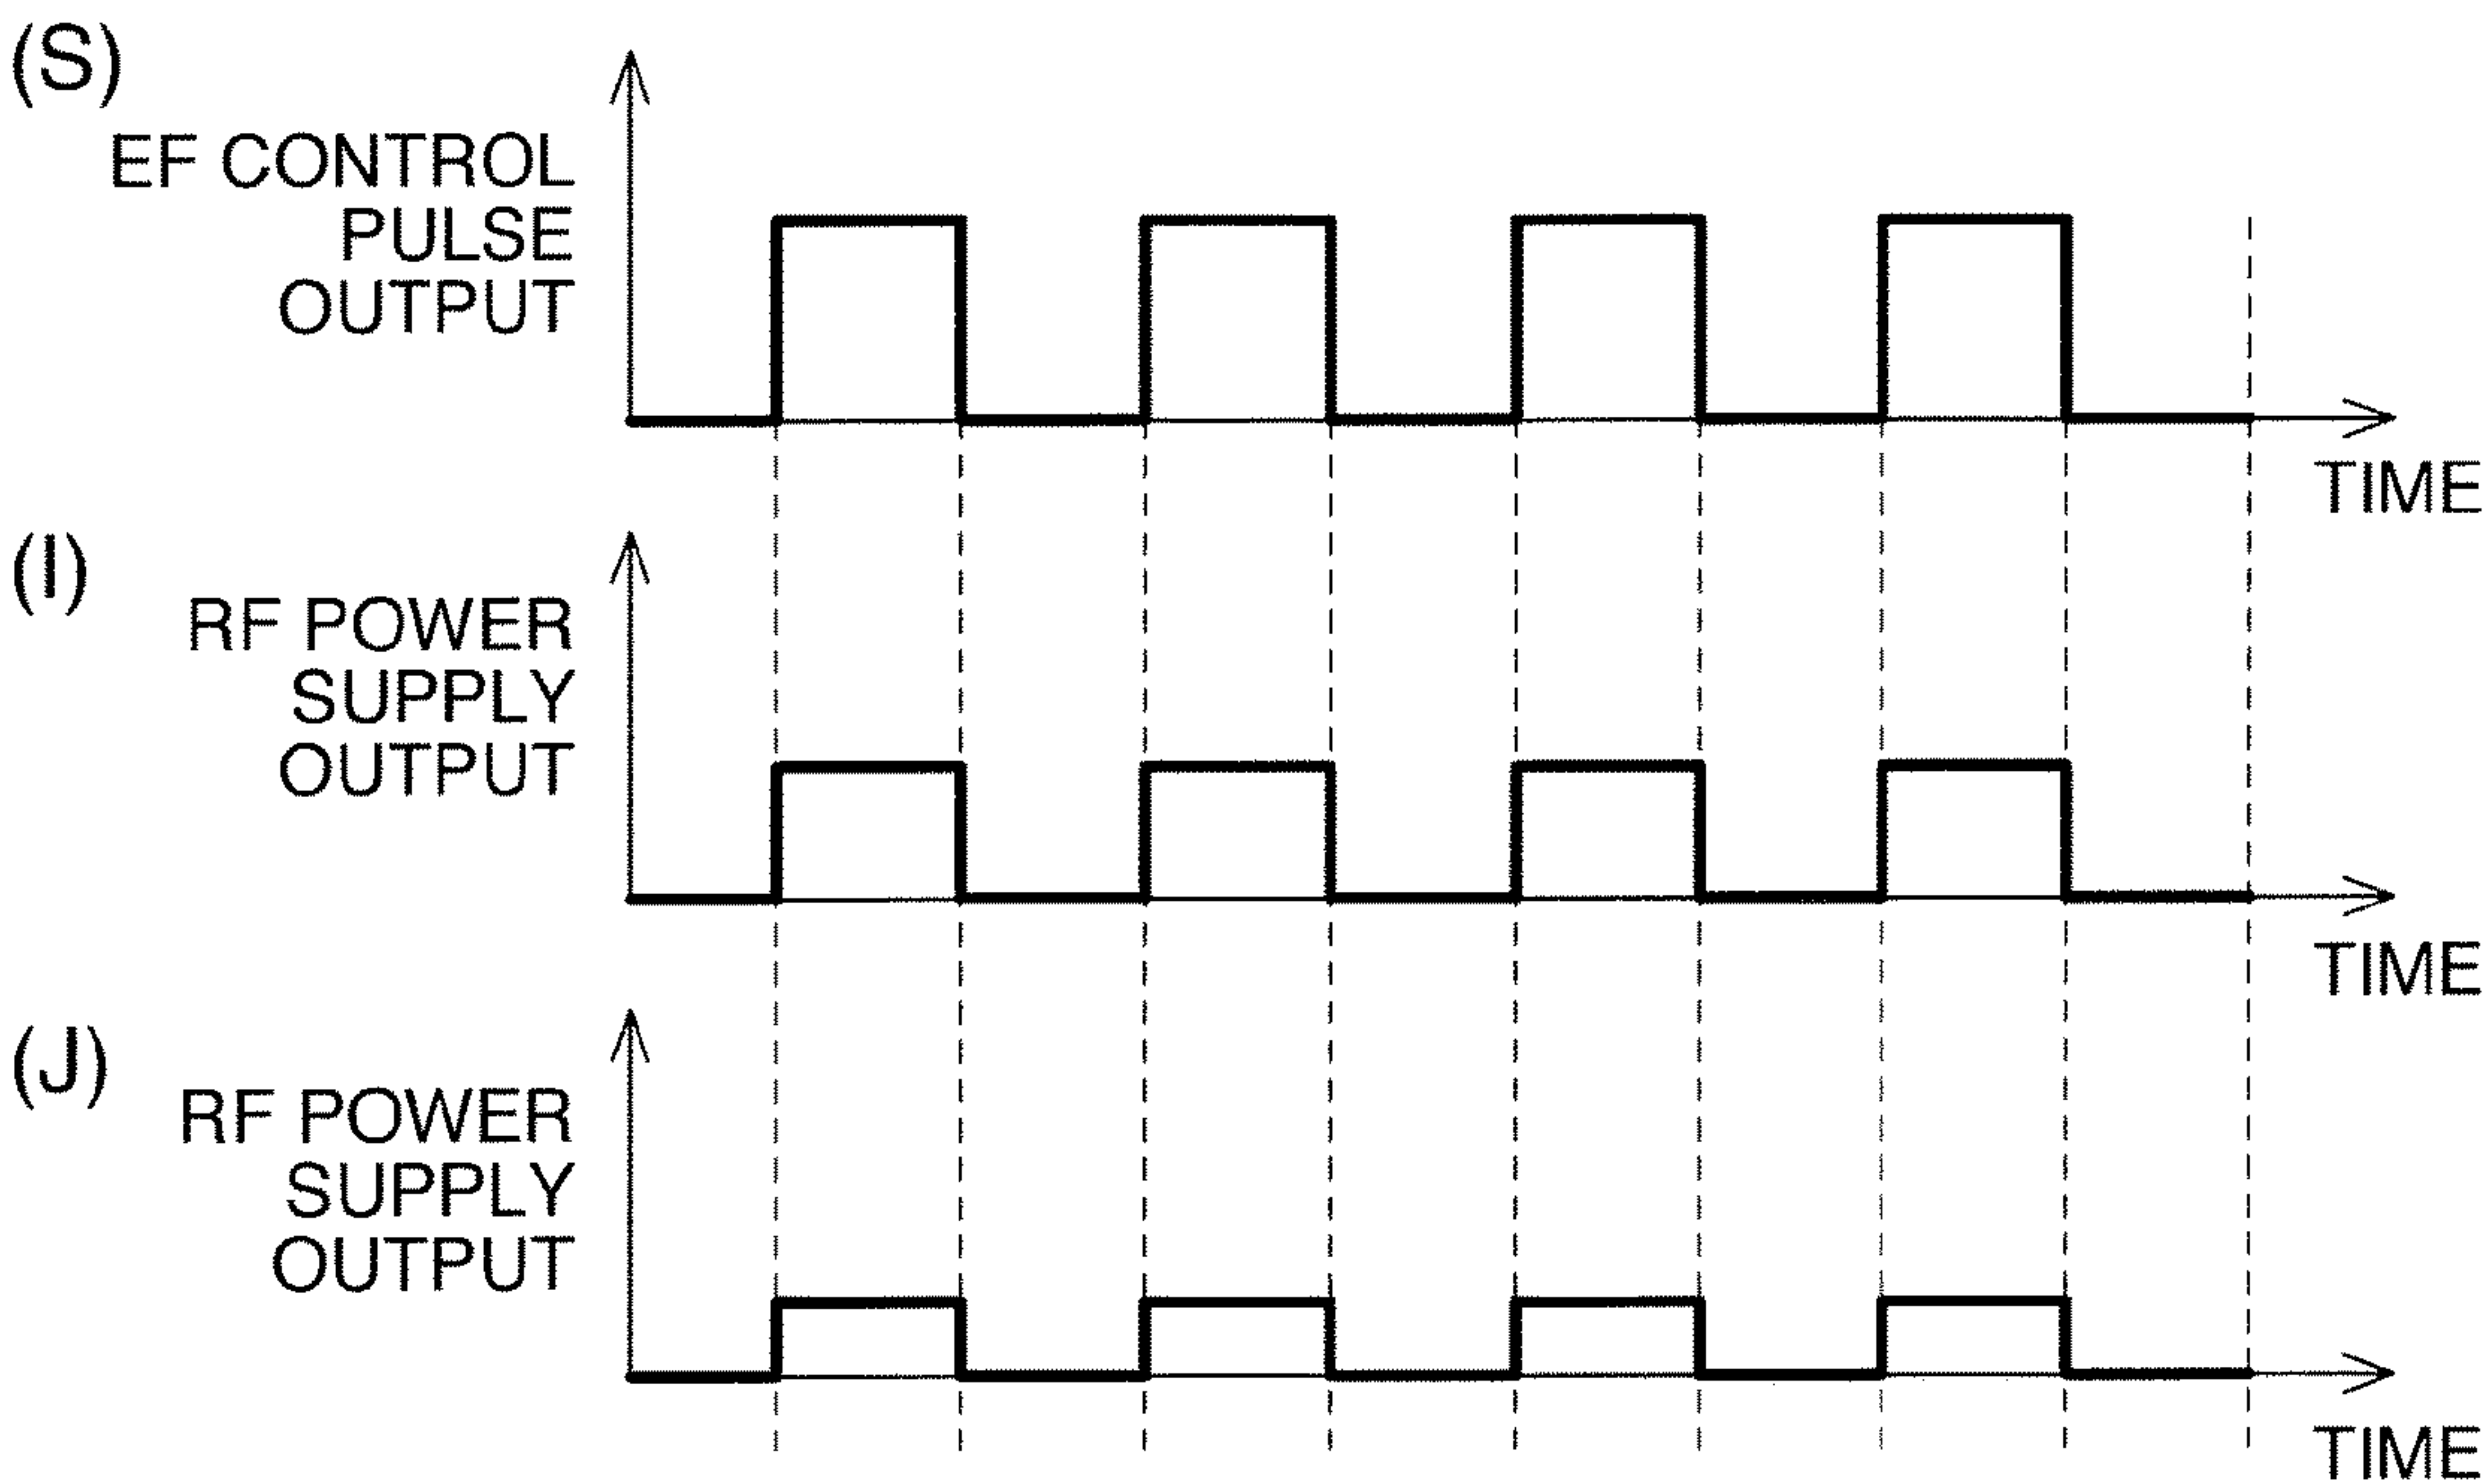 (S)
EF CONTROL
PULSE
OUTPUT
TIME
(I)
RF POWER
SUPPLY
OUTPUT
TIME
(J)
RF POWER
SUPPLY
OUTPUT
TIME